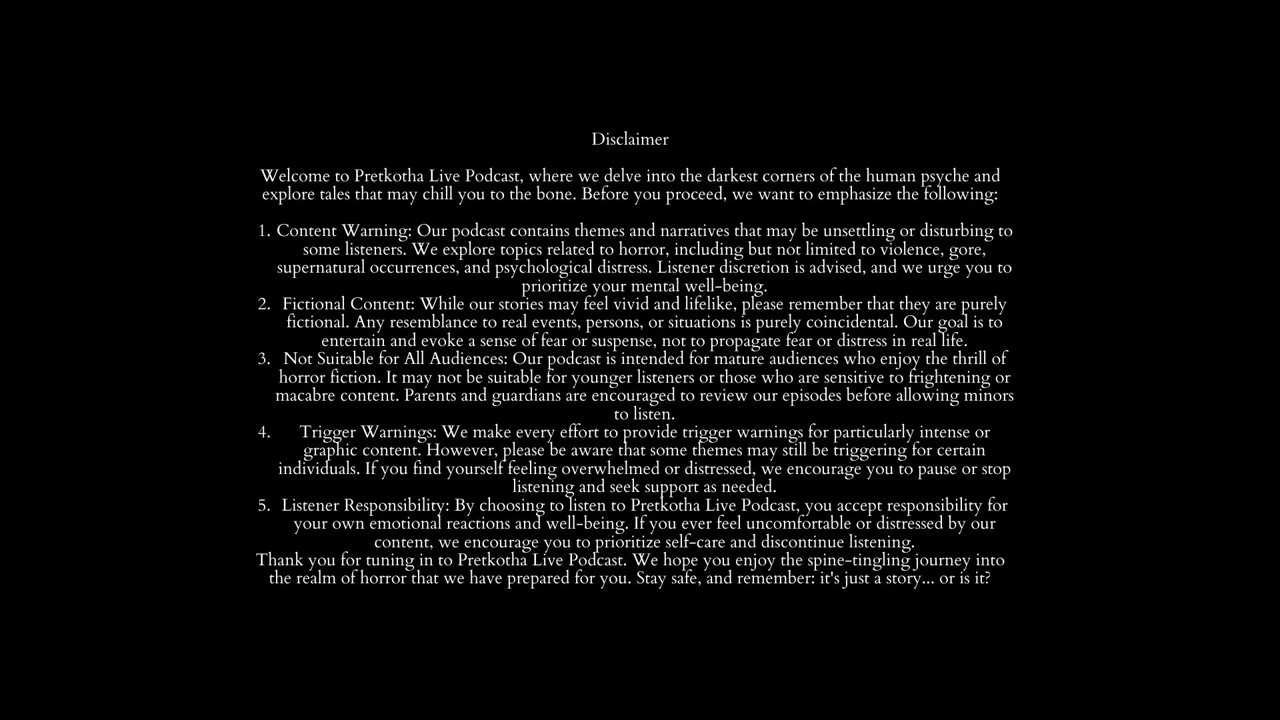 Disclaimer
Welcome to Pretkotha Live Podcast, where we delve into the darkest corners of the human psyche and
explore tales that may chill you to the bone. Before you proceed, we want to emphasize the following:
1. Content Warning: Our podcast contains themes and narratives that may be unsettling or disturbing to
some listeners. We explore topics related to horror, including but not limited to violence, gore,
supernatural occurrences, and psychological distress. Listener discretion is advised, and we urge you to
prioritize your mental well-being.
2. Fictional Content: While our stories may feel vivid and lifelike, please remember that they are purely
fictional. Any resemblance to real events, persons, or situations is purely coincidental. Our goal is to
entertain and evoke a sense of fear or suspense, not to propagate fear or distress in real life.
3. Not Suitable for All Audiences: Our podcast is intended for mature audiences who enjoy the thrill of
horror fiction. It may not be suitable for younger listeners or those who are sensitive to frightening or
macabre content. Parents and guardians are encouraged to review our episodes before allowing minors
to listen.
4. Trigger Warnings: We make every effort to provide trigger warnings for particularly intense or
graphic content. However, please be aware that some themes may still be triggering for certain
individuals. If you find yourself feeling overwhelmed or distressed, we encourage you to pause or stop
listening and seek support as needed.
5. Listener Responsibility: By choosing to listen to Pretkotha Live Podcast, you accept responsibility for
your own emotional reactions and well-being. If you ever feel uncomfortable or distressed by our
content, we encourage you to prioritize self-care and discontinue listening.
Thank you for tuning in to Pretkotha Live Podcast. We hope you enjoy the spine-tingling journey into
the realm of horror that we have prepared for you. Stay safe, and remember: it's just a story... or is it?